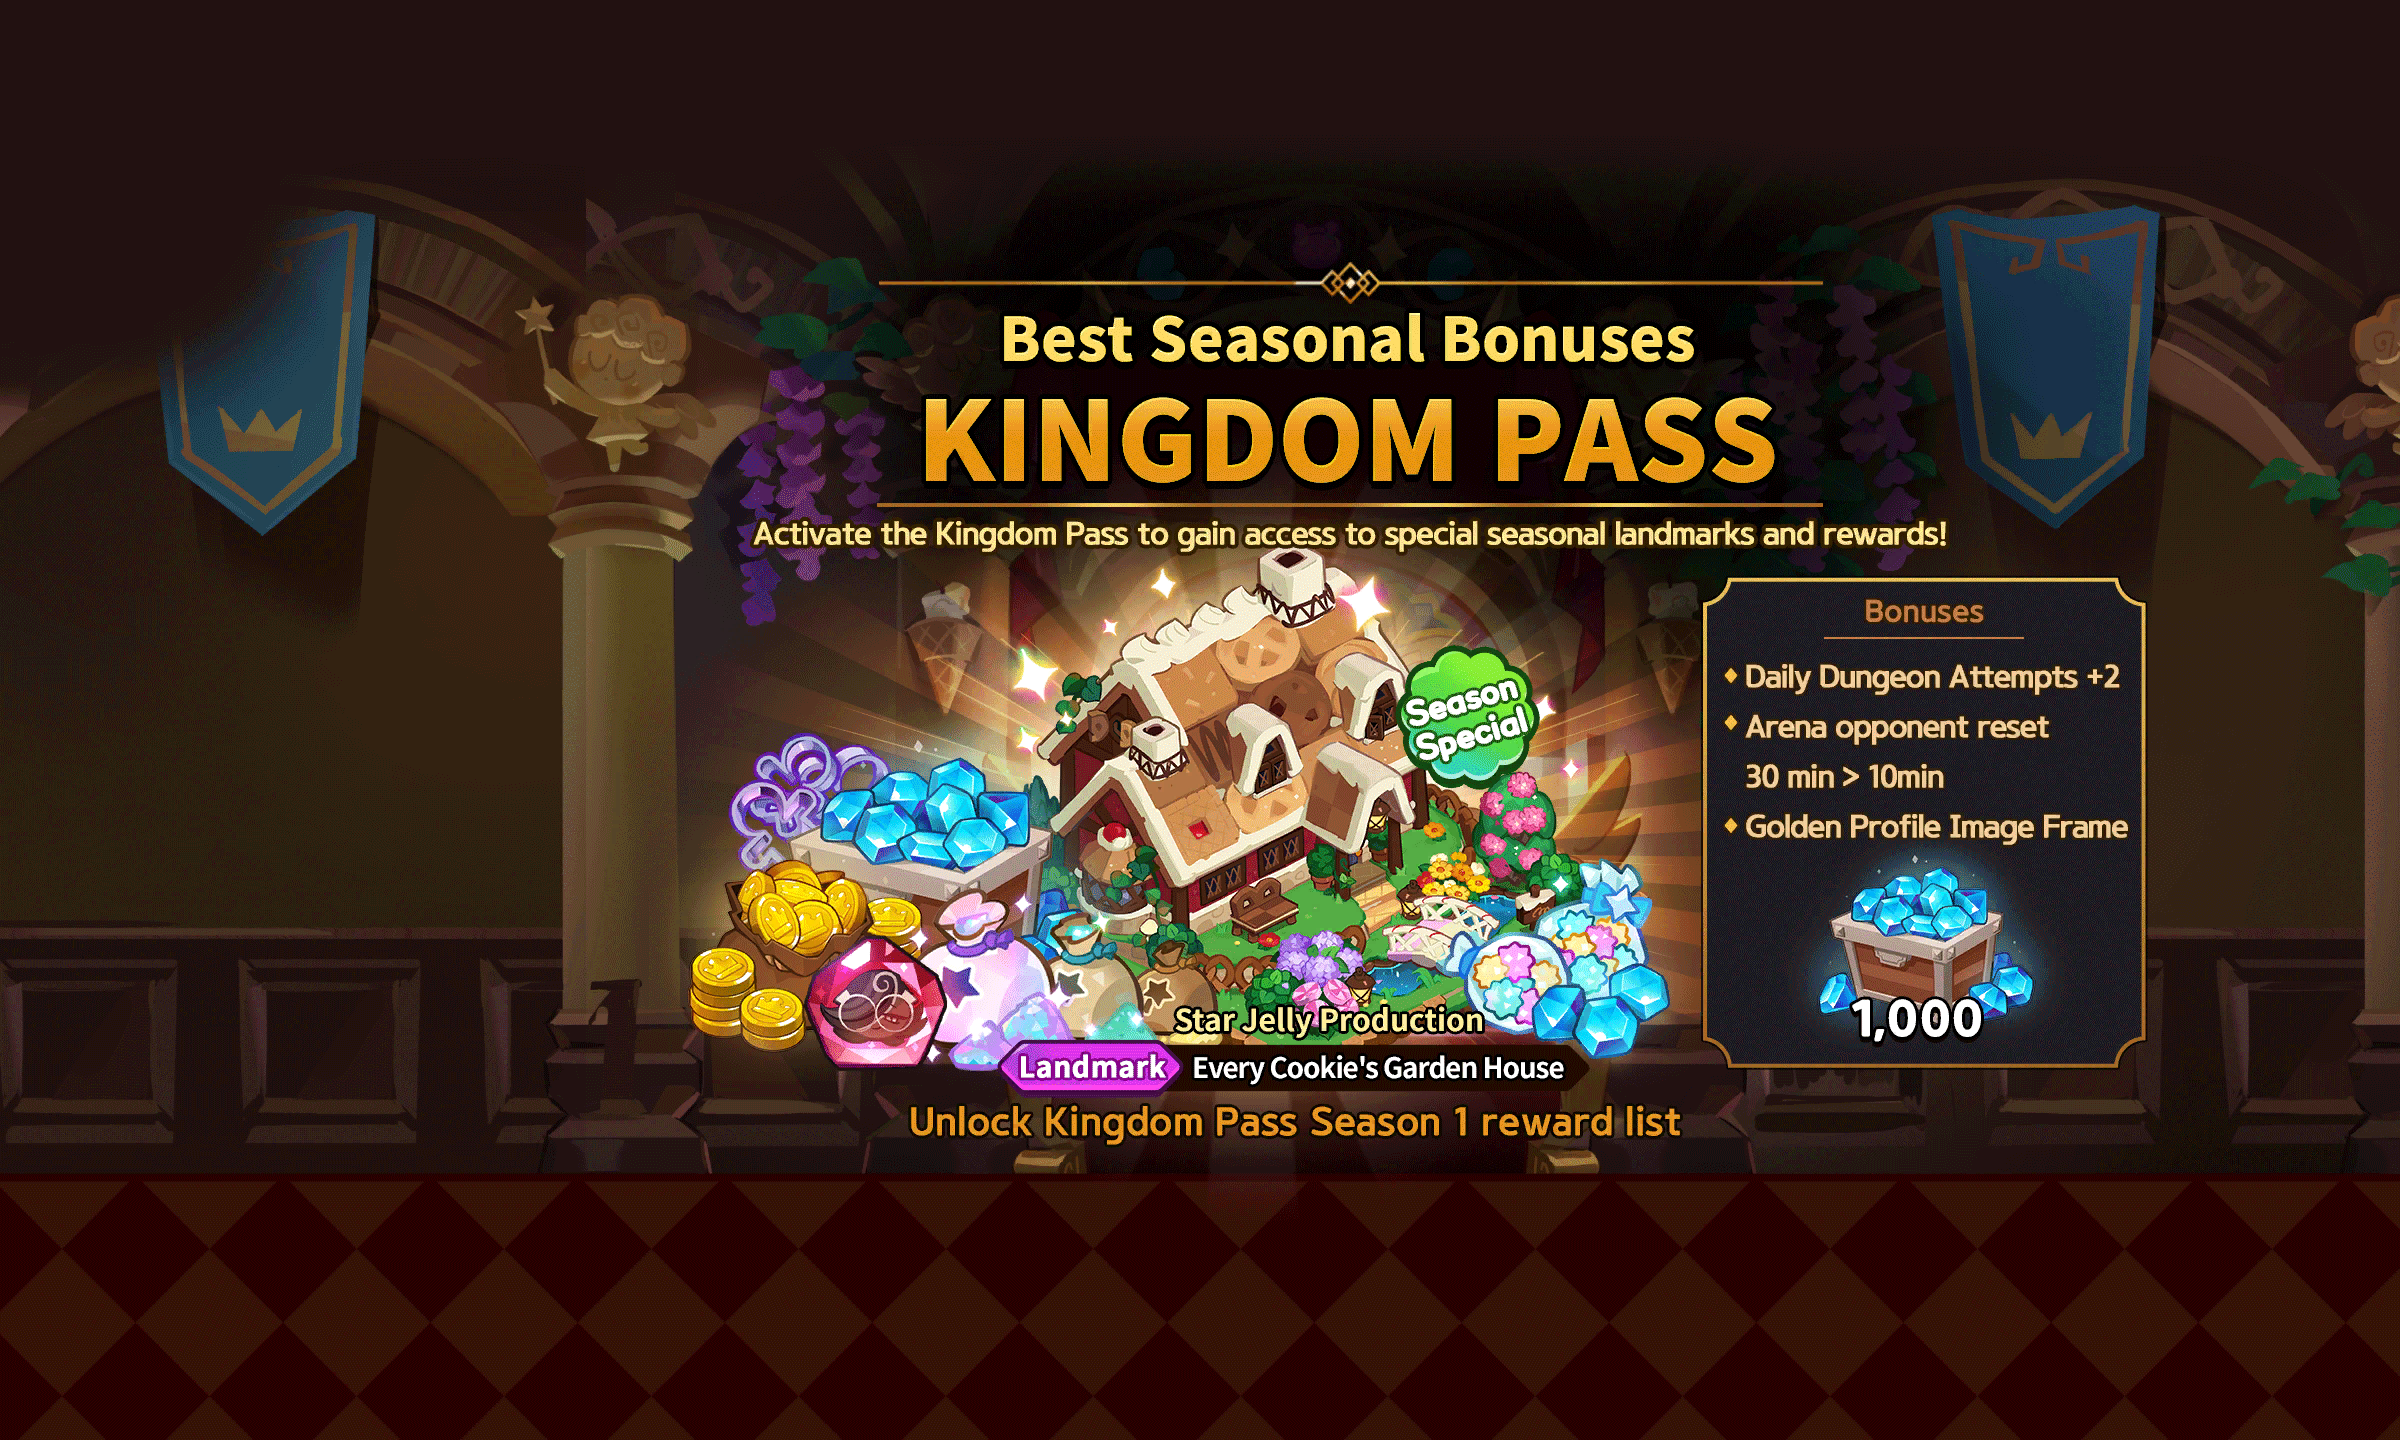 Best Seasonal Bonuses
KINGDOM PASS
Activate the Kingdom Pass to gain access to special seasonal landmarks and rewards!
Season
Special
Bonuses
Daily Dungeon Attempts +2
Arena opponent reset
30 min > 10min
Golden Profile Image Frame
1,000
Star Jelly Production
Landmark Every Cookie's Garden House
Unlock Kingdom Pass Season 1 reward list